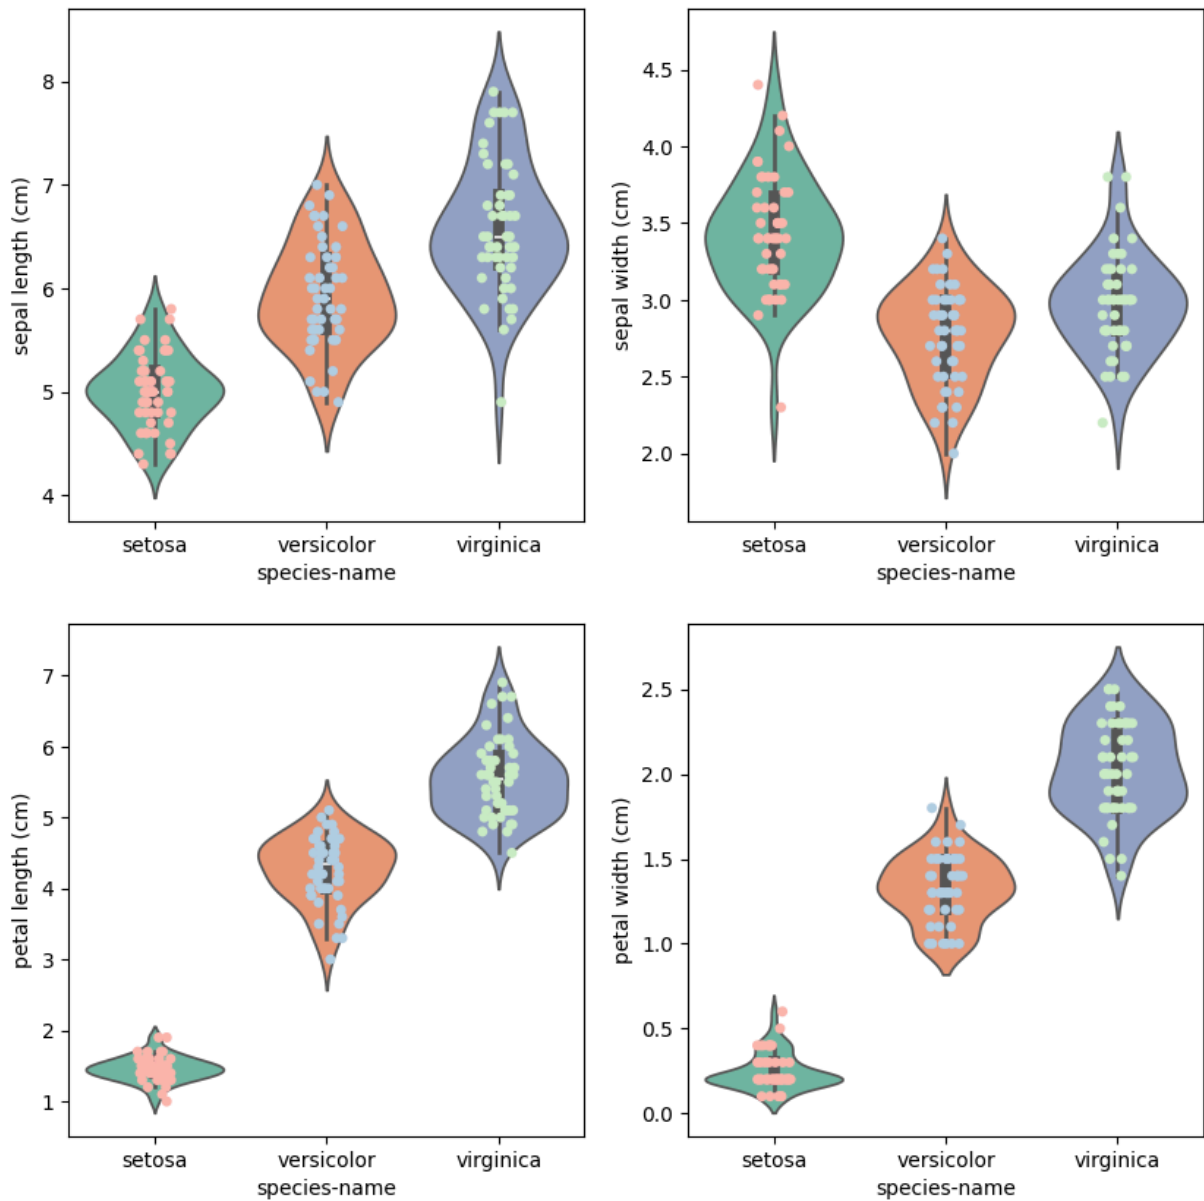 sepal length (cm)
8
7
6
5
4
setosa
versicolor
virginica
species-name
sepal width (cm)
4.5
4.0
3.5
3.0
2.5
2.0
setosa
versicolor
virginica
species-name
petal length (cm)
7
6
5
4
3
2
1
setosa
versicolor
virginica
species-name
petal width (cm)
2.5
2.0
1.5
1.0
0.5
0.0
setosa
versicolor
virginica
species-name